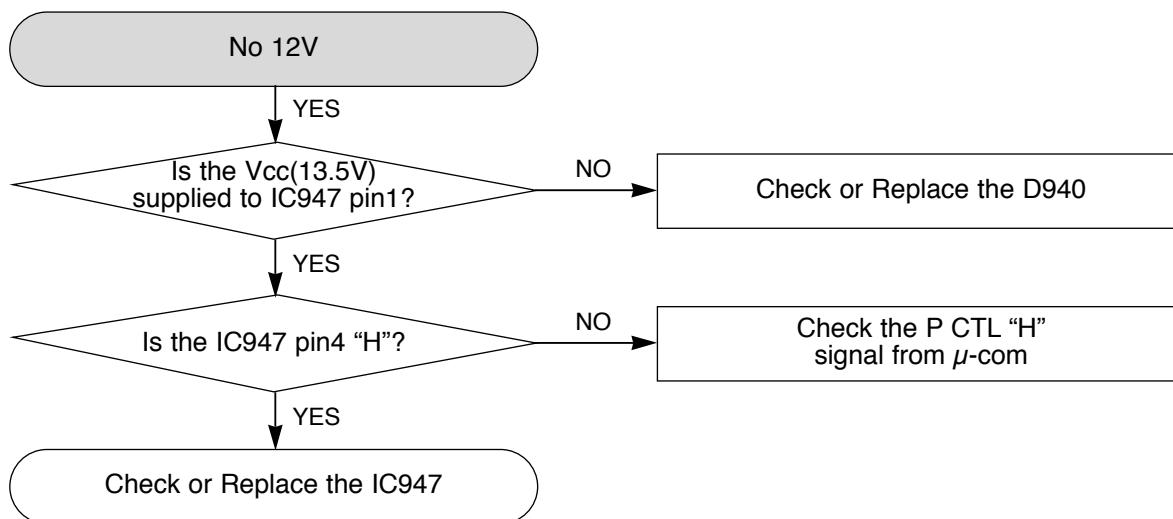 No 12V
YES
Is the Vcc(13.5V)
supplied to IC947 pin1?
NO
Check or Replace the D940
YES
Is the IC947 pin4 “H”?
NO
Check the P CTL “H”
signal from µ-com
YES
Check or Replace the IC947